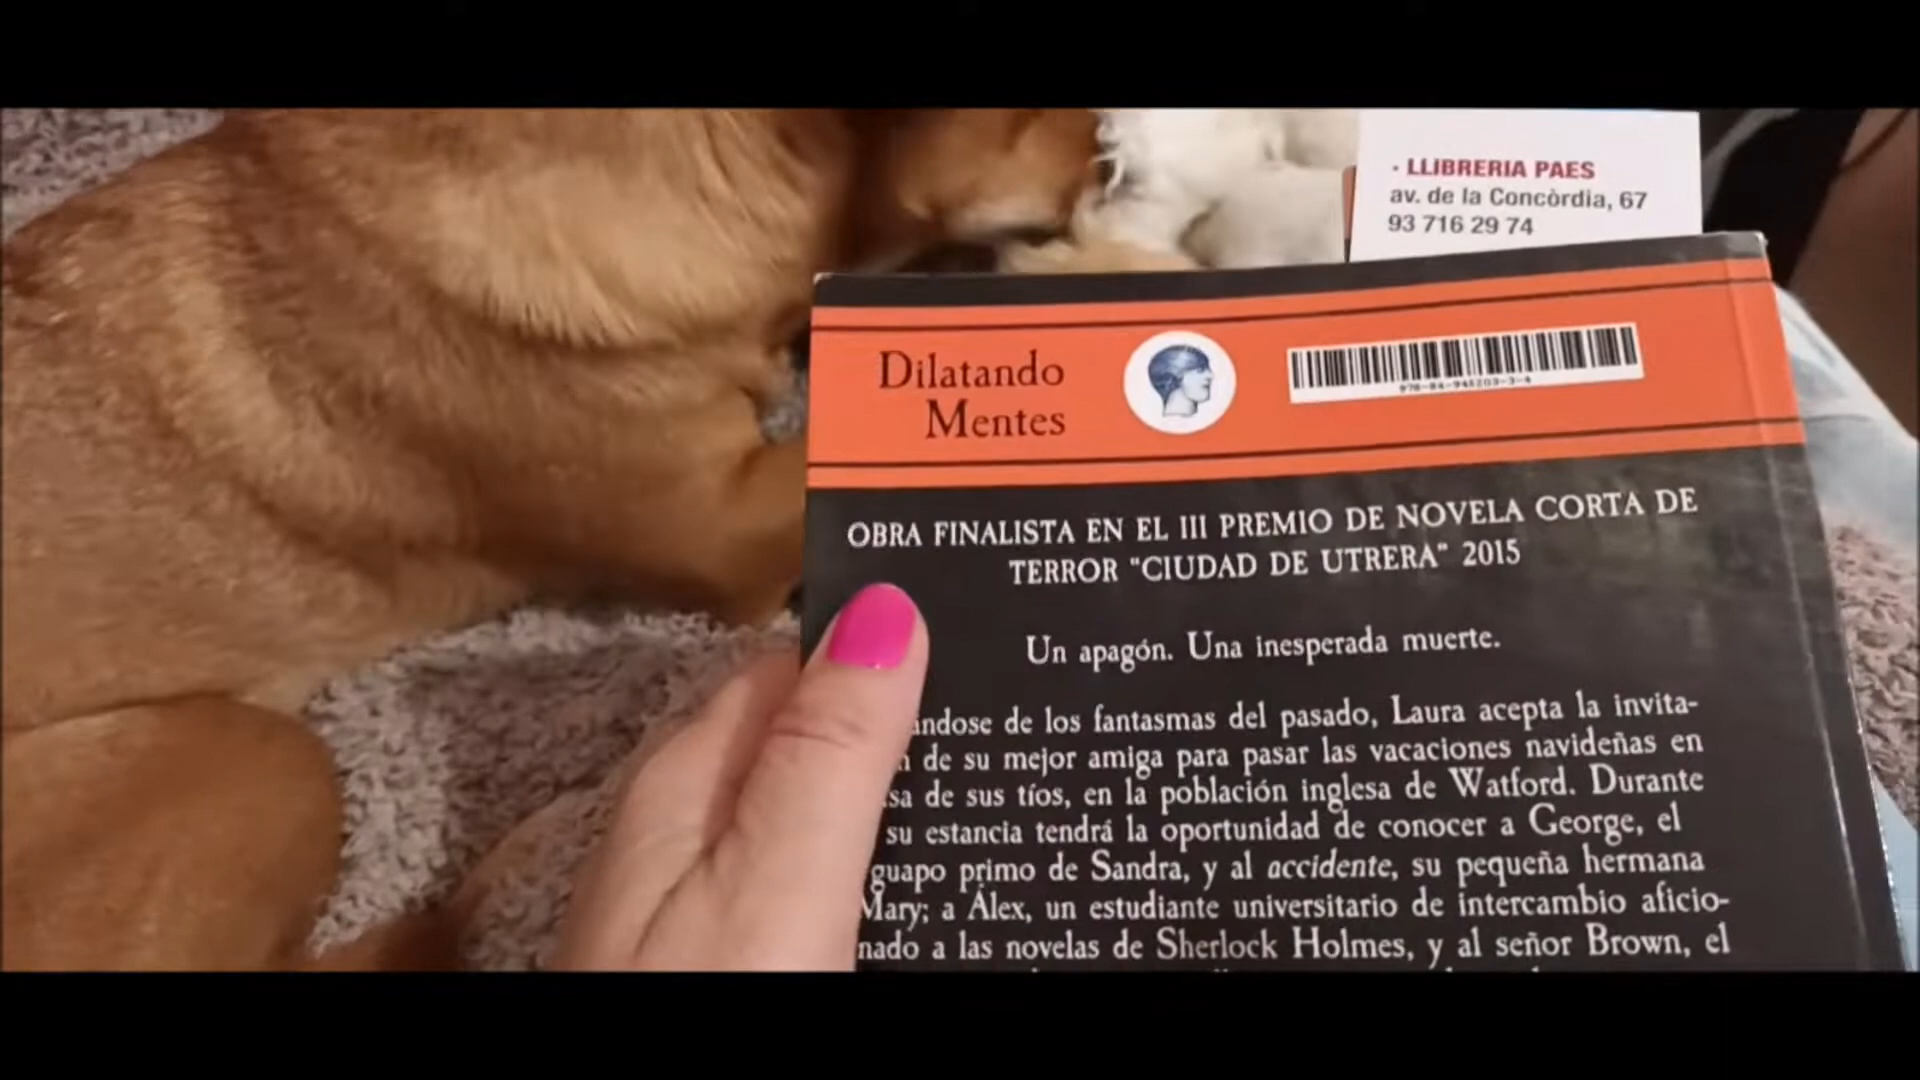 · LLIBRERIA PAES
av. de la Concòrdia, 67
93 716 29 74
Dilatando
Mentes
OBRA FINALISTA EN EL III PREMIO DE NOVELA CORTA DE
TERROR "CIUDAD DE UTRERA" 2015
Un apagón. Una inesperada muerte.
ándose de los fantasmas del pasado, Laura acepta la invita-
de su mejor amiga para pasar las vacaciones navideñas en
sa de sus tíos, en la población inglesa de Watford. Durante
su estancia tendrá la oportunidad de conocer a George, el
guapo primo de Sandra, y al accidente, su pequeña hermana
Mary; a Álex, un estudiante universitario de intercambio aficio-
nado a las novelas de Sherlock Holmes, y al señor Brown, el